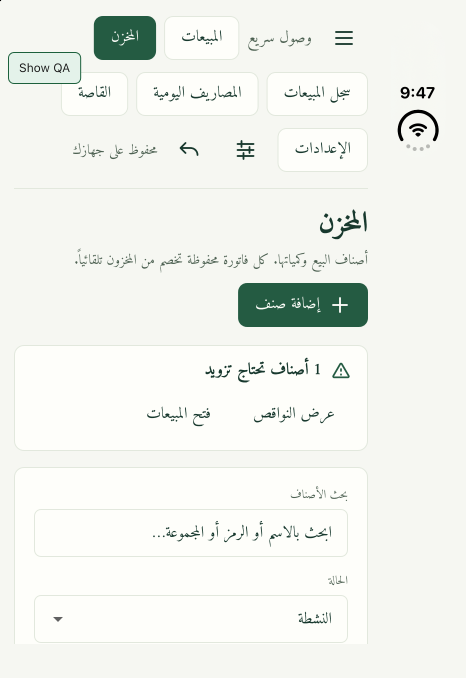 وصول سريع
المبيعات
المخزن
Show QA
9:47
سجل المبيعات
المصاريف اليومية
القاصة
الإعدادات
محفوظ على جهازك
المخزن
أصناف البيع وكمياتها. كل فاتورة محفوظة تخصم من المخزون تلقائياً.
إضافة صنف
1 أصناف تحتاج تزويد
عرض النواقص
فتح المبيعات
بحث الأصناف
ابحث بالاسم أو الرمز أو المجموعة...
الحالة
النشطة